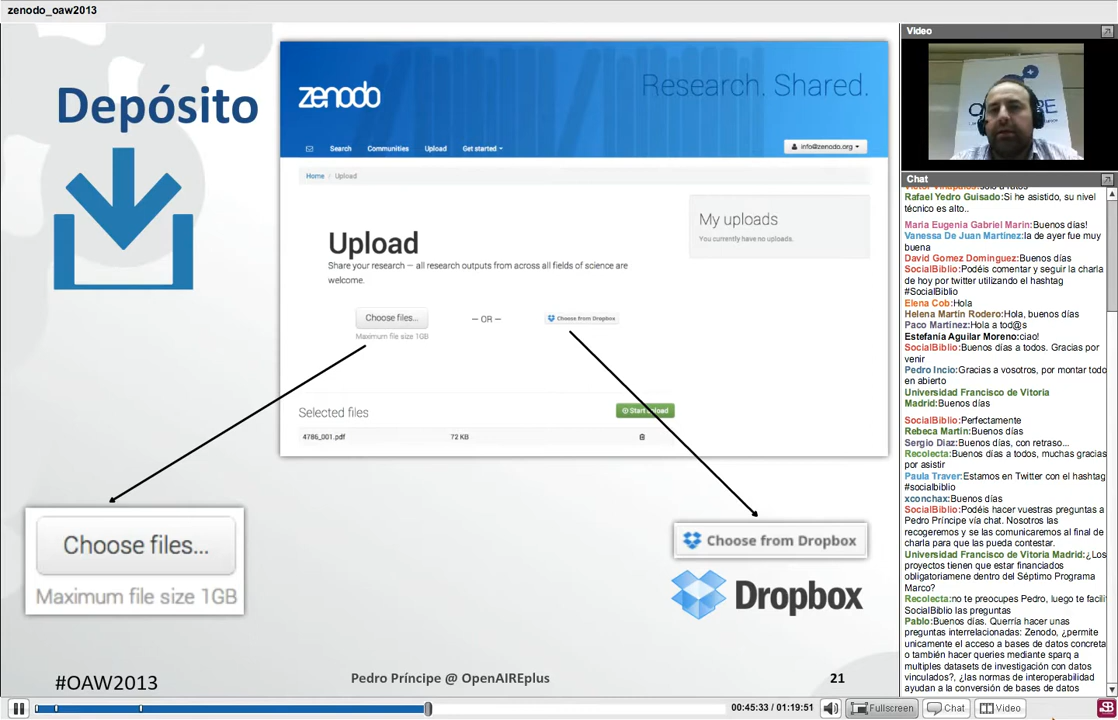 zenodo_oaw2013
Depósito
zenodo
Research. Shared.
Search
Communities
Upload
Get started
info@zenodo.org
Home / Upload
My uploads
You currently have no uploads.
Upload
Share your research — all research outputs from across all fields of science are
welcome.
Choose files...
— OR —
Choose from Dropbox
Maximum file size 1GB
Selected files
Start upload
4786_001.pdf
72 KB
Choose files...
Maximum file size 1GB
Choose from Dropbox
Dropbox
#OAW2013
Pedro Príncipe @ OpenAIREplus
21
Video
Chat
Rafael Yedro Guisado:Si he asistido, su nivel
técnico es alto..
Maria Eugenia Gabriel Marin:Buenos días!
Vanessa De Juan Martinez:la de ayer fue muy
buena
David Gomez Dominguez:Buenos días
SocialBiblio:Podéis comentar y seguir la charla
de hoy por twitter utilizando el hashtag
#SocialBiblio
Elena Cob:Hola
Helena Martín Rodero:Hola, buenos días
Paco Martínez:Hola a tod@s
Estefanía Aguilar Moreno:ciao!
SocialBiblio:Buenos días a todos. Gracias por
venir
Pedro Incio:Gracias a vosotros, por montar todo
en abierto
Universidad Francisco de Vitoria
Madrid:Buenos días
SocialBiblio:Perfectamente
Rebeca Martin:Buenos días
Sergio Diaz:Buenos días, con retraso...
Recolecta:Buenos días a todos, muchas gracias
por asistir
Paula Traver:Estamos en Twitter con el hashtag
#socialbiblio
xconchax:Buenos días
SocialBiblio:Podéis hacer vuestras preguntas a
Pedro Príncipe vía chat. Nosotros las
recogeremos y se las comunicaremos al final de
charla para que las pueda contestar.
Universidad Francisco de Vitoria Madrid:¿Los
proyectos tienen que estar financiados
obligatoriamene dentro del Séptimo Programa
Marco?
Recolecta:no te preocupes Pedro, luego te facili
SocialBiblio las preguntas
Pablo:Buenos días. Querría hacer unas
preguntas interrelacionadas: Zenodo, ¿permite
unicamente el acceso a bases de datos concreta
o también hacer queries mediante sparq a
multiples datasets de investigación con datos
vinculados?, ¿las normas de interoperabilidad
ayudan a la conversión de bases de datos
00:45:33 / 01:19:51
Fullscreen
Chat
Video